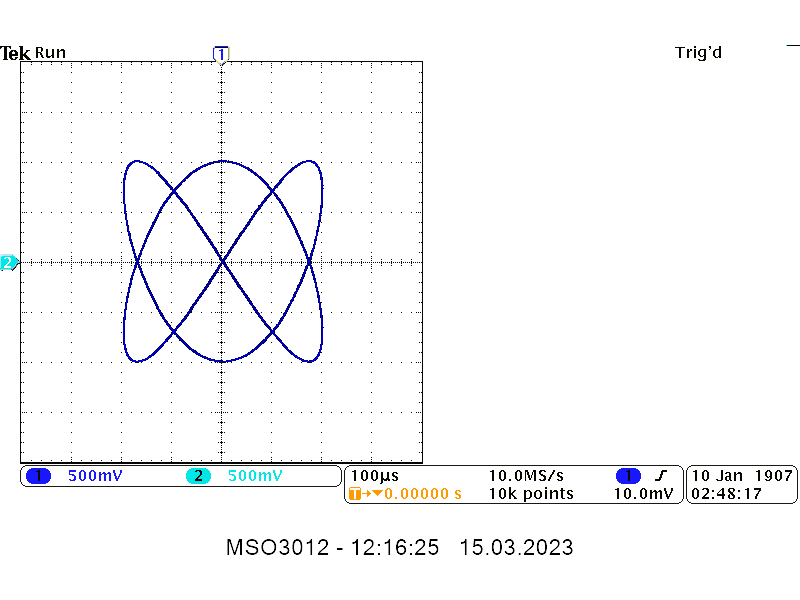 Tek Run 1 Trig'd
2
1 500mV 2 500mV 100µs 10.0MS/s 1 10 Jan 1907
T→▼0.00000 s 10k points 10.0mV 02:48:17
MSO3012 - 12:16:25 15.03.2023